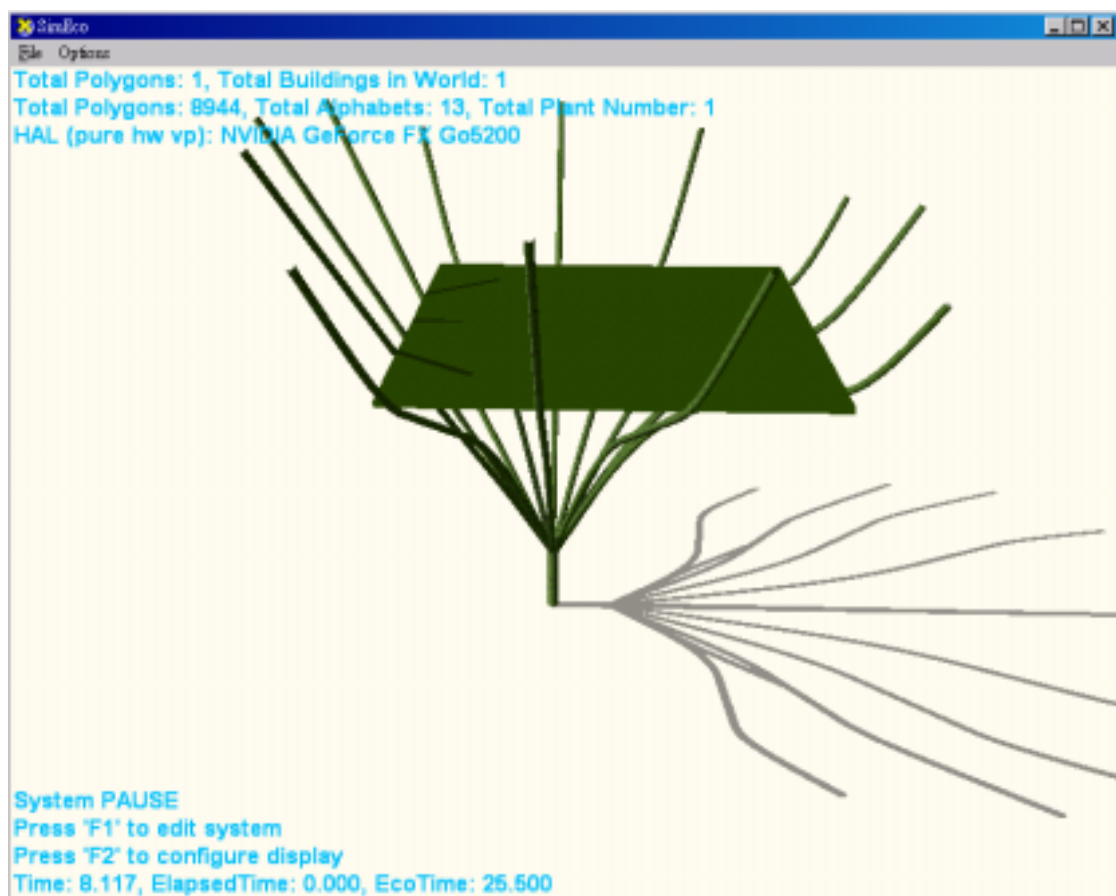 SimEco
File Options
Total Polygons: 1, Total Buildings in World: 1
Total Polygons: 8944, Total Alphabets: 13, Total Plant Number: 1
HAL (pure hw vp): NVIDIA GeForce FX Go5200
System PAUSE
Press 'F1' to edit system
Press 'F2' to configure display
Time: 8.117, ElapsedTime: 0.000, EcoTime: 25.500